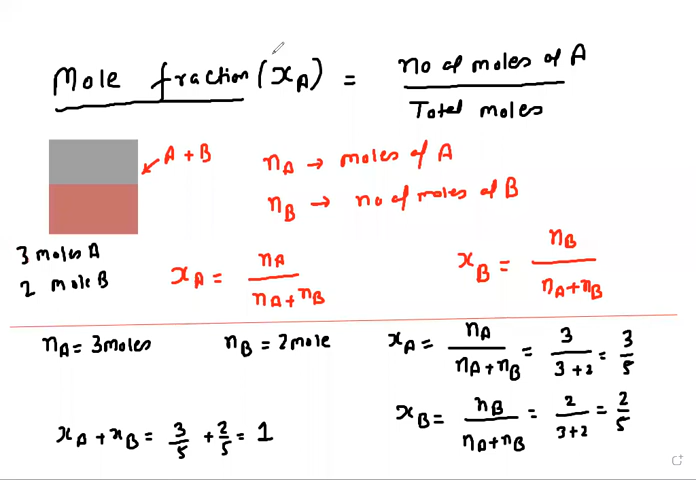 Mole fraction (xA) = no of moles of A / Total moles
A + B
nA → moles of A
nB → no of moles of B
3 moles A
2 mole B
xA = nA / nA+nB
xB = nB / nA+nB
nA = 3moles
nB = 2mole
xA = nA / nA+nB = 3 / 3+2 = 3/5
xB = nB / nA+nB = 2 / 3+2 = 2/5
xA + xB = 3/5 + 2/5 = 1